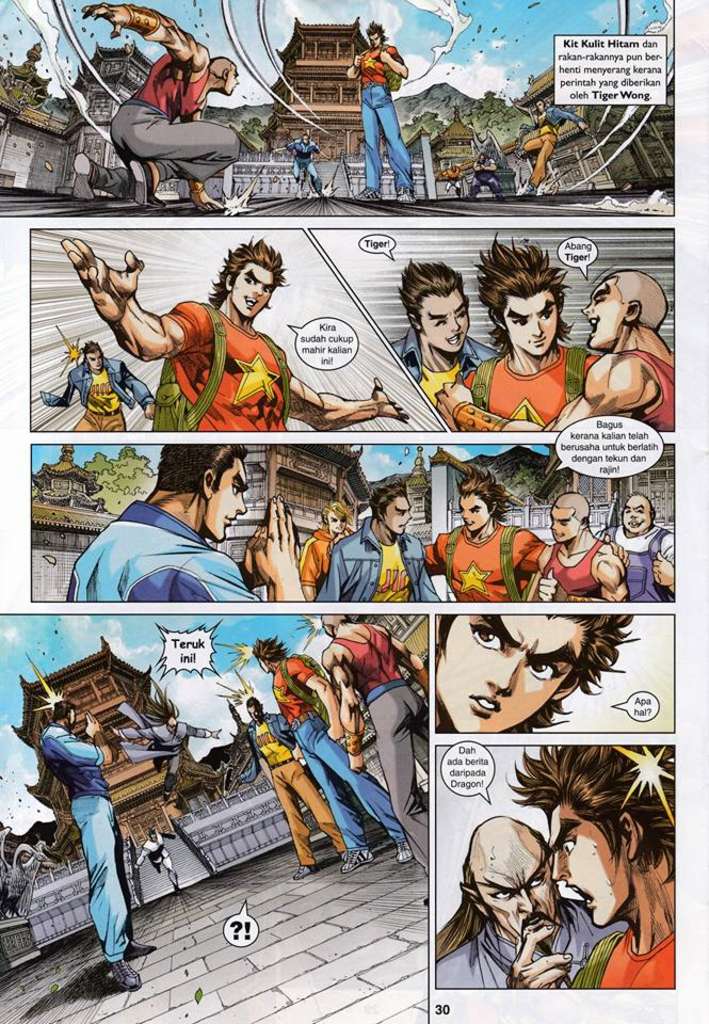 Kit Kulit Hitam dan
rakan-rakannya pun ber-
henti menyerang kerana
perintah yang diberikan
oleh Tiger Wong.
Kira
sudah cukup
mahir kalian
ini!
Tiger!
Abang
Tiger!
Bagus
kerana kalian telah
berusaha untuk berlatih
dengan tekun dan
rajin!
Teruk
ini!
?!
Apa
hal?
Dah
ada berita
daripada
Dragon!
30